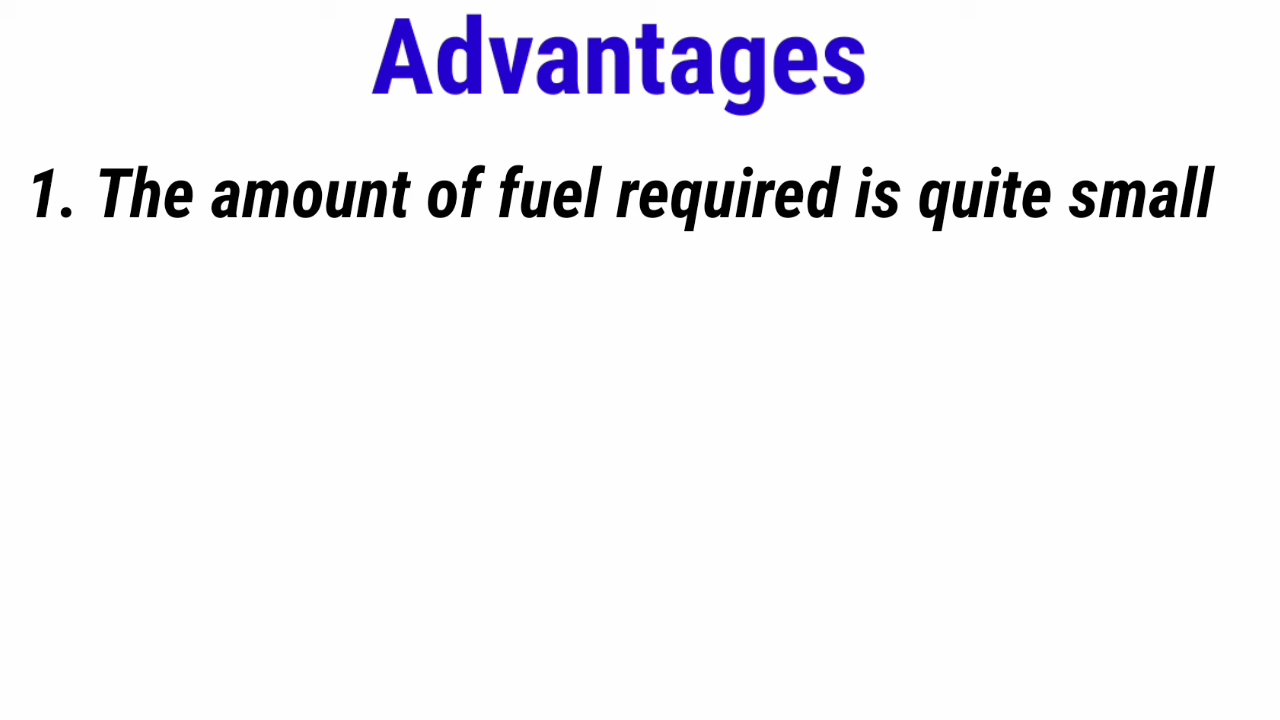 Advantages
1. The amount of fuel required is quite small